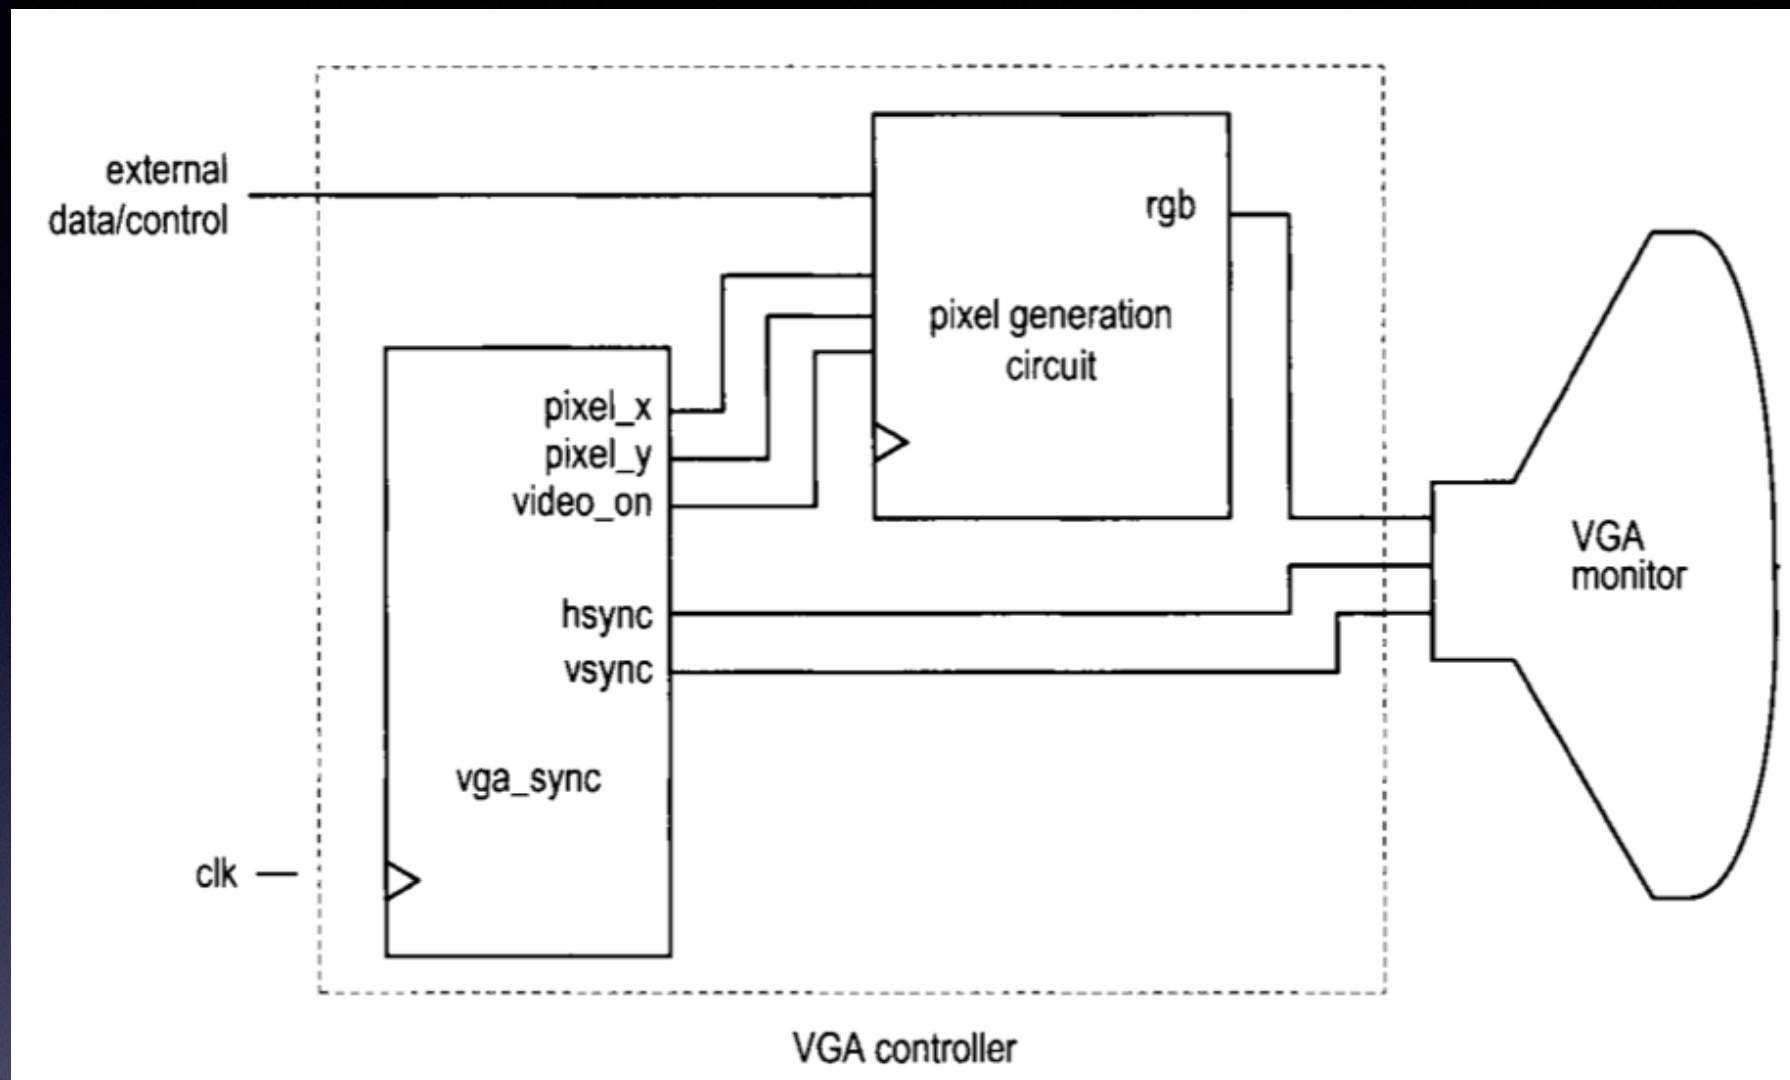 external
data/control
rgb
pixel generation
circuit
pixel_x
pixel_y
video_on
hsync
vsync
vga_sync
clk
VGA
monitor
VGA controller